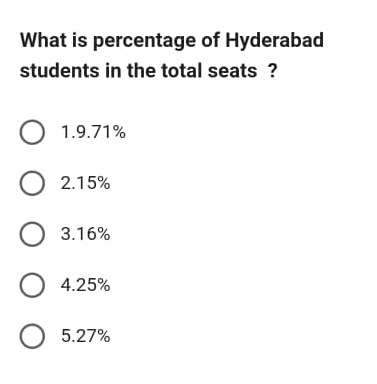 What is percentage of Hyderabad
students in the total seats ?
1.9.71%
2.15%
3.16%
4.25%
5.27%